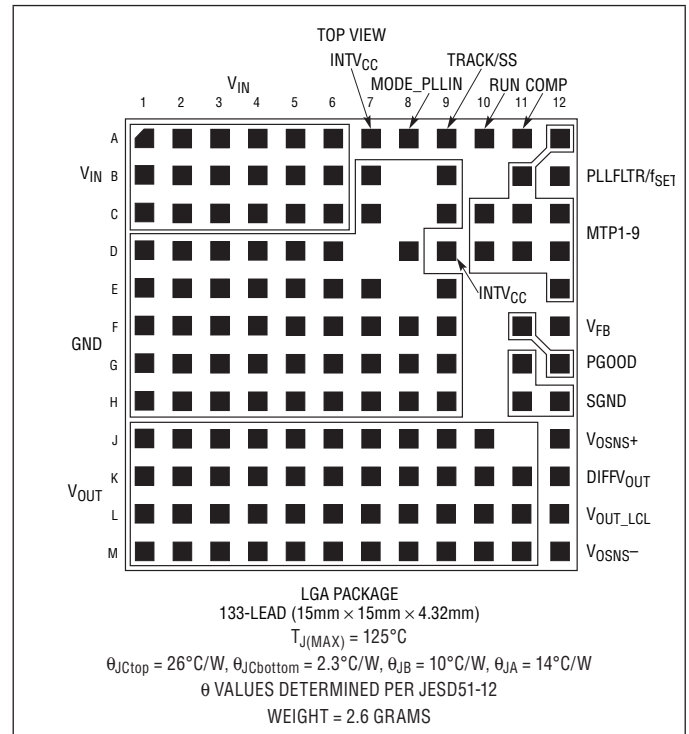 TOP VIEW
INTVCC
TRACK/SS
VIN
MODE_PLLIN
RUN COMP
1 2 3 4 5 6 7 8 9 10 11 12
A
VIN B
PLLFLTR/fSET
C
MTP1-9
D
E
INTVCC
F
VFB
GND
G
PGOOD
H
SGND
J
VOSNS+
K
DIFFVOUT
VOUT
L
VOUT_LCL
M
VOSNS–
LGA PACKAGE
133-LEAD (15mm × 15mm × 4.32mm)
TJ(MAX) = 125°C
θJCtop = 26°C/W, θJCbottom = 2.3°C/W, θJB = 10°C/W, θJA = 14°C/W
θ VALUES DETERMINED PER JESD51-12
WEIGHT = 2.6 GRAMS